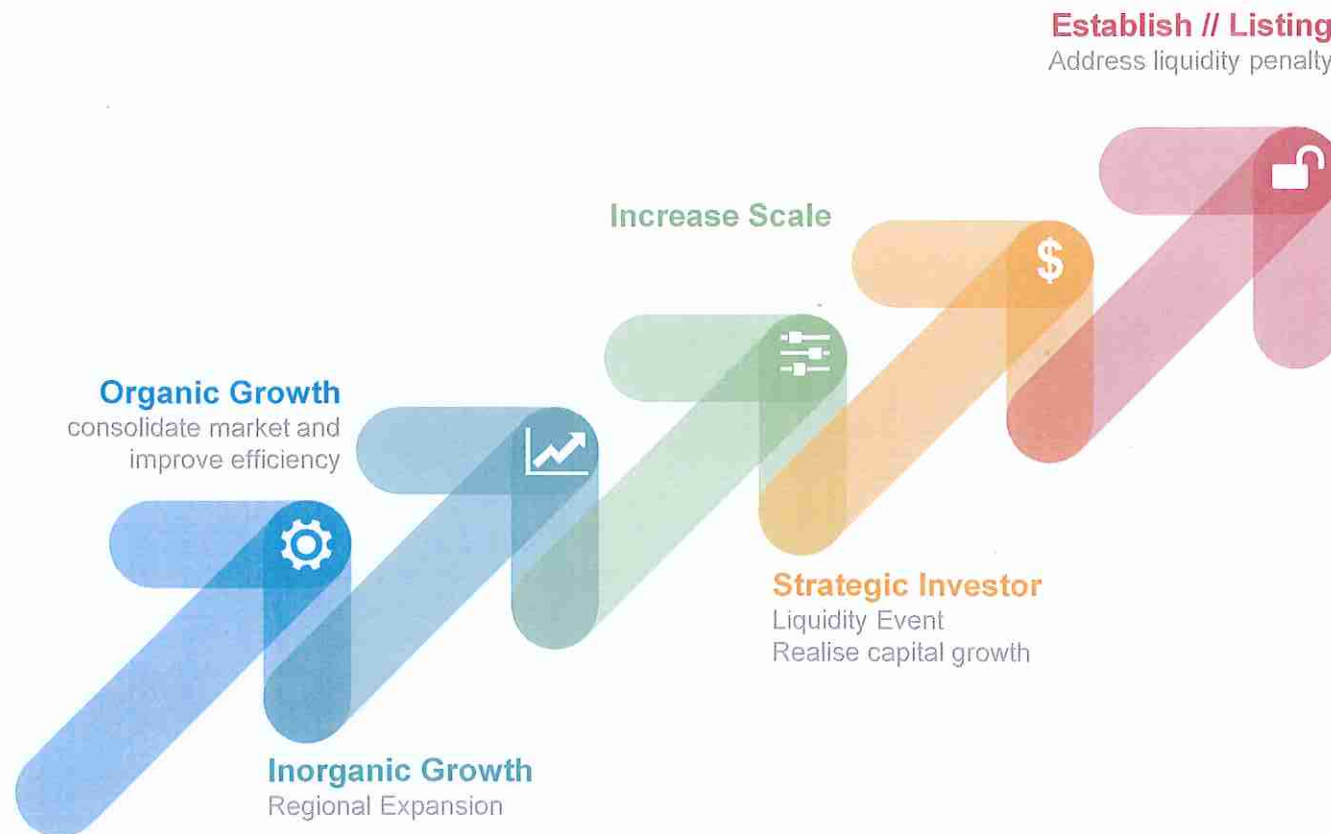 Establish // Listing
Address liquidity penalty
Increase Scale
Organic Growth
consolidate market and
improve efficiency
$
Strategic Investor
Liquidity Event
Realise capital growth
Inorganic Growth
Regional Expansion